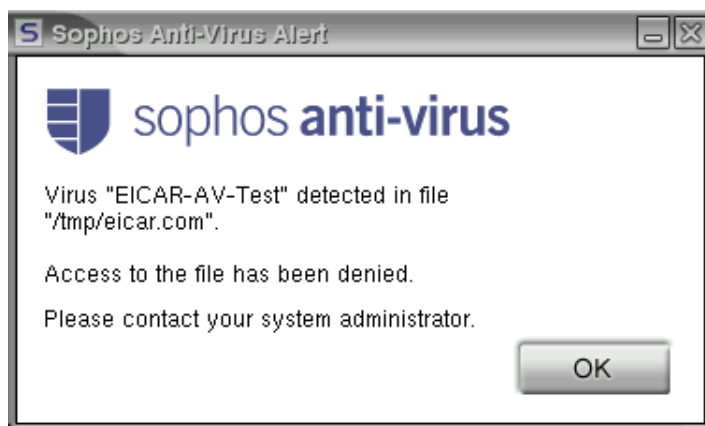 S Sophos Anti-Virus Alert
sophos anti-virus
Virus "EICAR-AV-Test" detected in file
"/tmp/eicar.com".
Access to the file has been denied.
Please contact your system administrator.
OK